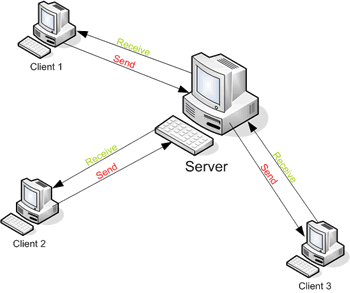 Receive
Send
Client 1
Server
Receive
Send
Receive
Send
Client 2
Client 3